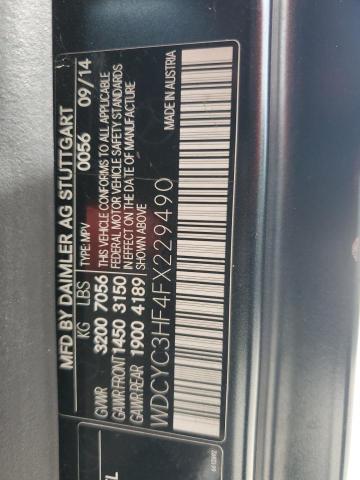 MFD BY DAIMLER AG STUTTGART 0056 09/14
KG LBS TYPE: MPV
GVWR 3200 7056
GAWR FRONT 1450 3150
GAWR REAR 1900 4189
THIS VEHICLE CONFORMS TO ALL APPLICABLE
FEDERAL MOTOR VEHICLE SAFETY STANDARDS
IN EFFECT ON THE DATE OF MANUFACTURE
SHOWN ABOVE
MADE IN AUSTRIA
WDCYC3HF4FX229490